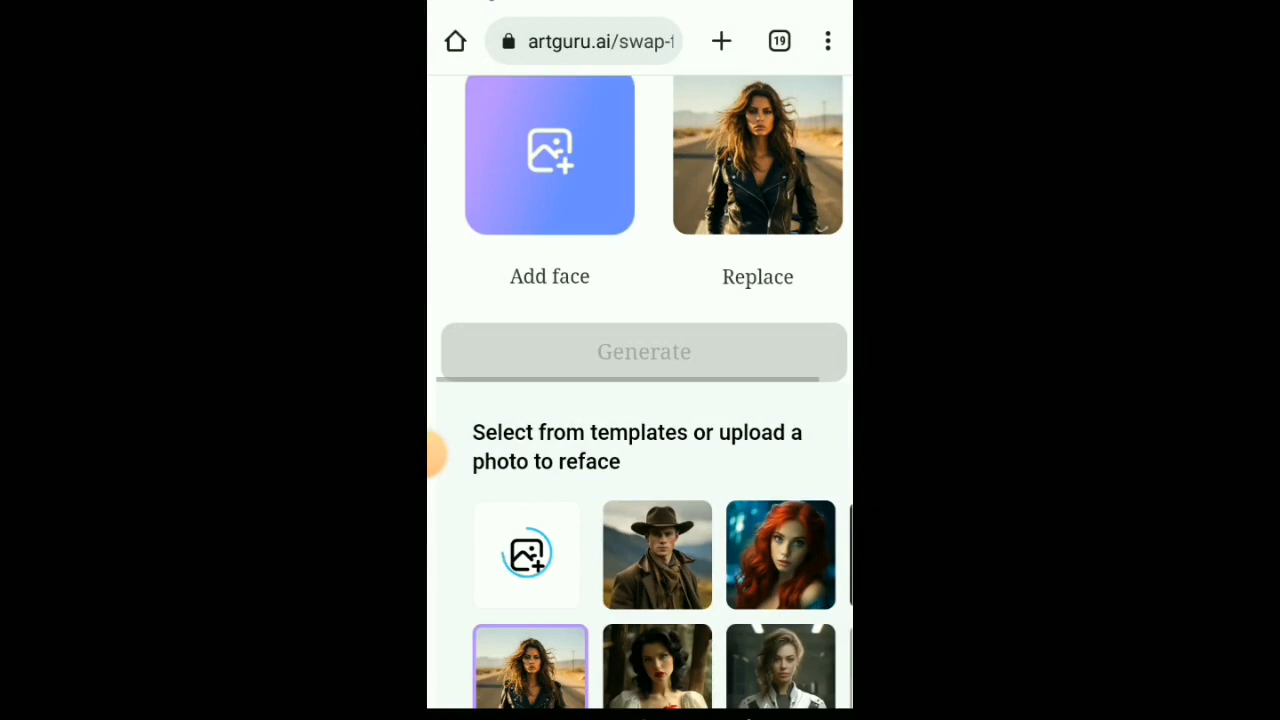 artguru.ai/swap-f
19
Add face
Replace
Generate
Select from templates or upload a
photo to reface